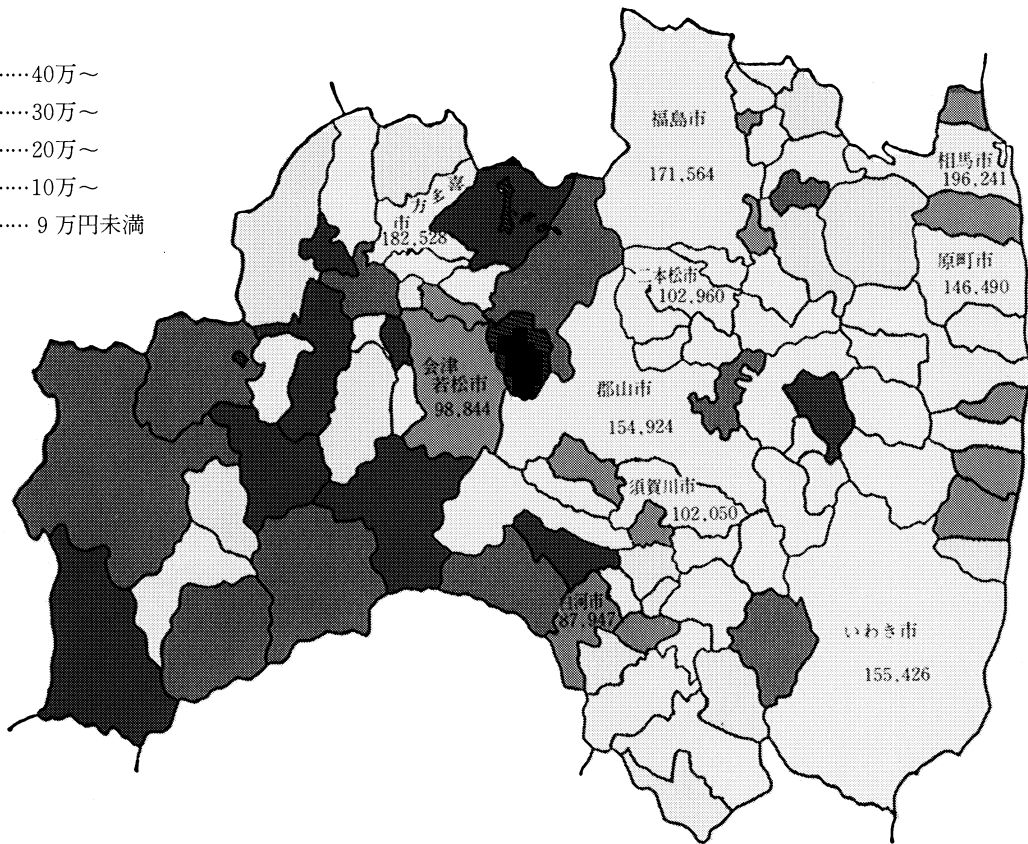 ……40万～
……30万～
……20万～
……10万～
……９万円未満
福島市
171,564
相馬市
196,241
喜多方市
182,528
原町市
146,490
二本松市
102,960
会津
若松市
98,844
郡山市
154,924
須賀川市
102,050
白河市
87,947
いわき市
155,426